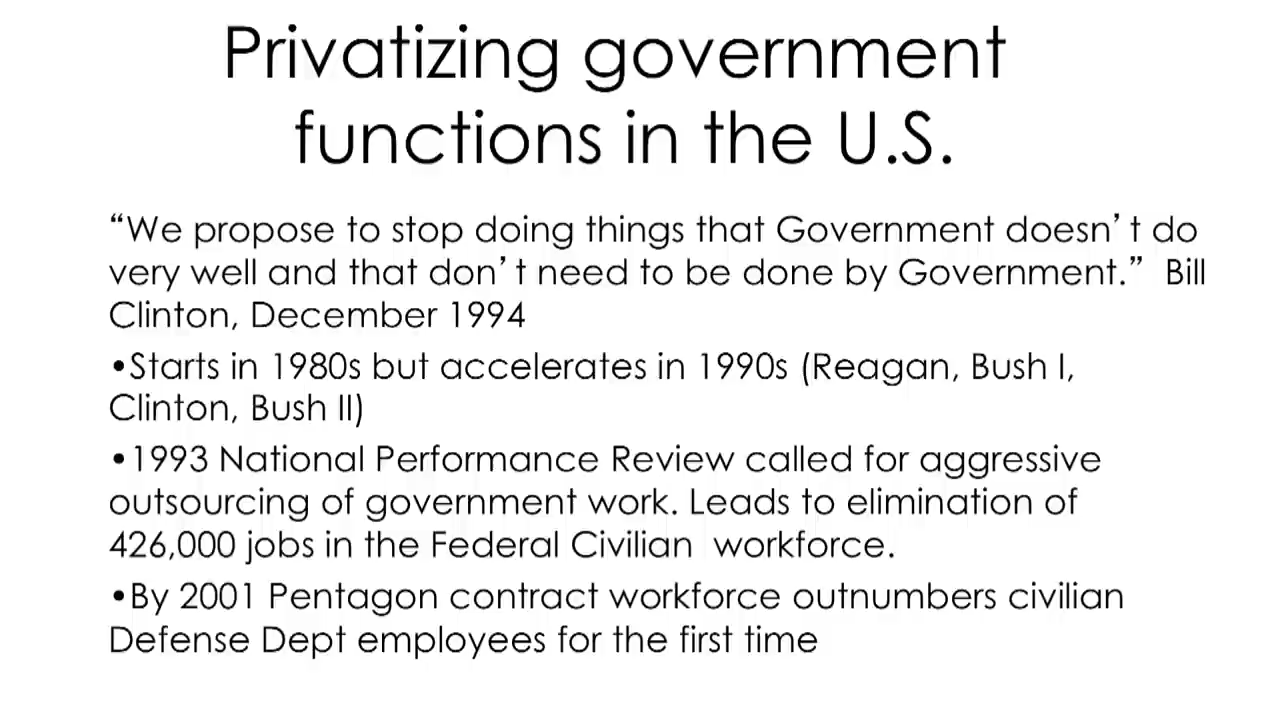 Privatizing government
functions in the U.S.
“We propose to stop doing things that Government doesn’t do
very well and that don’t need to be done by Government.”  Bill
Clinton, December 1994
•Starts in 1980s but accelerates in 1990s (Reagan, Bush I,
Clinton, Bush II)
•1993 National Performance Review called for aggressive
outsourcing of government work. Leads to elimination of
426,000 jobs in the Federal Civilian  workforce.
•By 2001 Pentagon contract workforce outnumbers civilian
Defense Dept employees for the first time